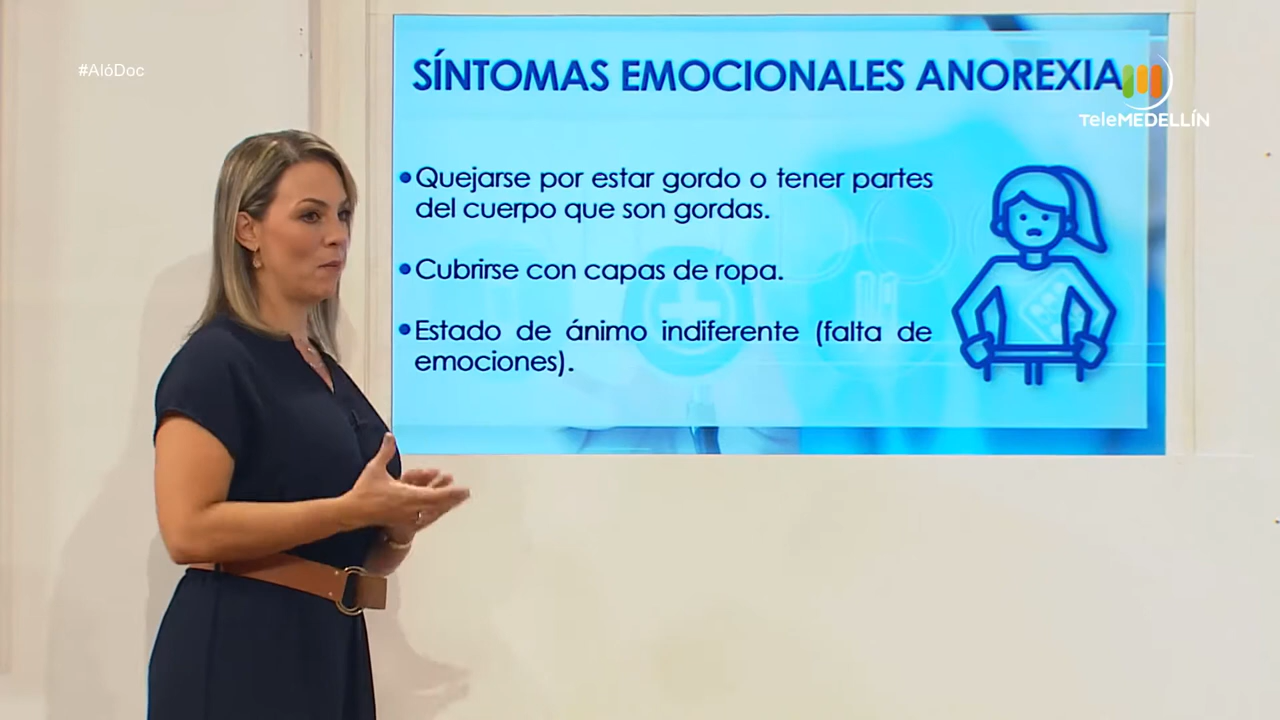 #AlóDoc
SÍNTOMAS EMOCIONALES ANOREXIA
TeleMEDELLÍN
•Quejarse por estar gordo o tener partes
del cuerpo que son gordas.
•Cubrirse con capas de ropa.
•Estado de ánimo indiferente (falta de
emociones).